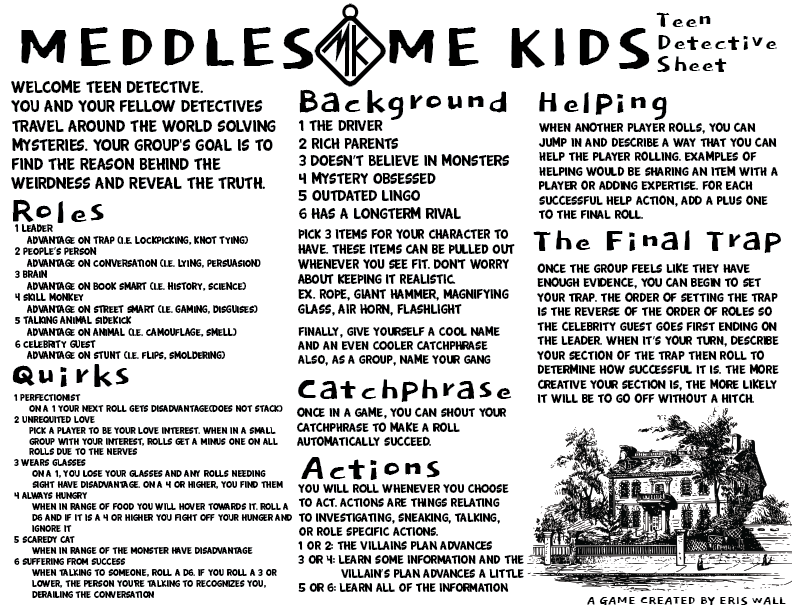 MEDDLES MK ME KIDS
Teen
Detective
Sheet
WELCOME TEEN DETECTIVE.
YOU AND YOUR FELLOW DETECTIVES
TRAVEL AROUND THE WORLD SOLVING
MYSTERIES. YOUR GROUP'S GOAL IS TO
FIND THE REASON BEHIND THE
WEIRDNESS AND REVEAL THE TRUTH.
Roles
1 LEADER
ADVANTAGE ON TRAP (I.E. LOCKPICKING, KNOT TYING)
2 PEOPLE'S PERSON
ADVANTAGE ON CONVERSATION (I.E. LYING, PERSUASION)
3 BRAIN
ADVANTAGE ON BOOK SMART (I.E. HISTORY, SCIENCE)
4 SKILL MONKEY
ADVANTAGE ON STREET SMART (I.E. GAMING, DISGUISES)
5 TALKING ANIMAL SIDEKICK
ADVANTAGE ON ANIMAL (I.E. CAMOUFLAGE, SMELL)
6 CELEBRITY GUEST
ADVANTAGE ON STUNT (I.E. FLIPS, SMOLDERING)
Quirks
1 PERFECTIONIST
ON A 1 YOUR NEXT ROLL GETS DISADVANTAGE(DOES NOT STACK)
2 UNREQUITED LOVE
PICK A PLAYER TO BE YOUR LOVE INTEREST. WHEN IN A SMALL
GROUP WITH YOUR INTEREST, ROLLS GET A MINUS ONE ON ALL
ROLLS DUE TO THE NERVES
3 WEARS GLASSES
ON A 1, YOU LOSE YOUR GLASSES AND ANY ROLLS NEEDING
SIGHT HAVE DISADVANTAGE. ON A 4 OR HIGHER, YOU FIND THEM
4 ALWAYS HUNGRY
WHEN IN RANGE OF FOOD YOU WILL HOVER TOWARDS IT. ROLL A
D6 AND IF IT IS A 4 OR HIGHER YOU FIGHT OFF YOUR HUNGER AND
IGNORE IT
5 SCAREDY CAT
WHEN IN RANGE OF THE MONSTER HAVE DISADVANTAGE
6 SUFFERING FROM SUCCESS
WHEN TALKING TO SOMEONE, ROLL A D6. IF YOU ROLL A 3 OR
LOWER, THE PERSON YOU'RE TALKING TO RECOGNIZES YOU,
DERAILING THE CONVERSATION
Background
1 THE DRIVER
2 RICH PARENTS
3 DOESN'T BELIEVE IN MONSTERS
4 MYSTERY OBSESSED
5 OUTDATED LINGO
6 HAS A LONGTERM RIVAL
PICK 3 ITEMS FOR YOUR CHARACTER TO
HAVE. THESE ITEMS CAN BE PULLED OUT
WHENEVER YOU SEE FIT. DON'T WORRY
ABOUT KEEPING IT REALISTIC.
EX. ROPE, GIANT HAMMER, MAGNIFYING
GLASS, AIR HORN, FLASHLIGHT
FINALLY, GIVE YOURSELF A COOL NAME
AND AN EVEN COOLER CATCHPHRASE
ALSO, AS A GROUP, NAME YOUR GANG
Catchphrase
ONCE IN A GAME, YOU CAN SHOUT YOUR
CATCHPHRASE TO MAKE A ROLL
AUTOMATICALLY SUCCEED.
Actions
YOU WILL ROLL WHENEVER YOU CHOOSE
TO ACT. ACTIONS ARE THINGS RELATING
TO INVESTIGATING, SNEAKING, TALKING,
OR ROLE SPECIFIC ACTIONS.
1 OR 2: THE VILLAINS PLAN ADVANCES
3 OR 4: LEARN SOME INFORMATION AND THE
VILLAIN'S PLAN ADVANCES A LITTLE
5 OR 6: LEARN ALL OF THE INFORMATION
Helping
WHEN ANOTHER PLAYER ROLLS, YOU CAN
JUMP IN AND DESCRIBE A WAY THAT YOU CAN
HELP THE PLAYER ROLLING. EXAMPLES OF
HELPING WOULD BE SHARING AN ITEM WITH A
PLAYER OR ADDING EXPERTISE. FOR EACH
SUCCESSFUL HELP ACTION, ADD A PLUS ONE
TO THE FINAL ROLL.
The Final Trap
ONCE THE GROUP FEELS LIKE THEY HAVE
ENOUGH EVIDENCE, YOU CAN BEGIN TO SET
YOUR TRAP. THE ORDER OF SETTING THE TRAP
IS THE REVERSE OF THE ORDER OF ROLES SO
THE CELEBRITY GUEST GOES FIRST ENDING ON
THE LEADER. WHEN IT'S YOUR TURN, DESCRIBE
YOUR SECTION OF THE TRAP THEN ROLL TO
DETERMINE HOW SUCCESSFUL IT IS. THE MORE
CREATIVE YOUR SECTION IS, THE MORE LIKELY
IT WILL BE TO GO OFF WITHOUT A HITCH.
A GAME CREATED BY ERIS WALL